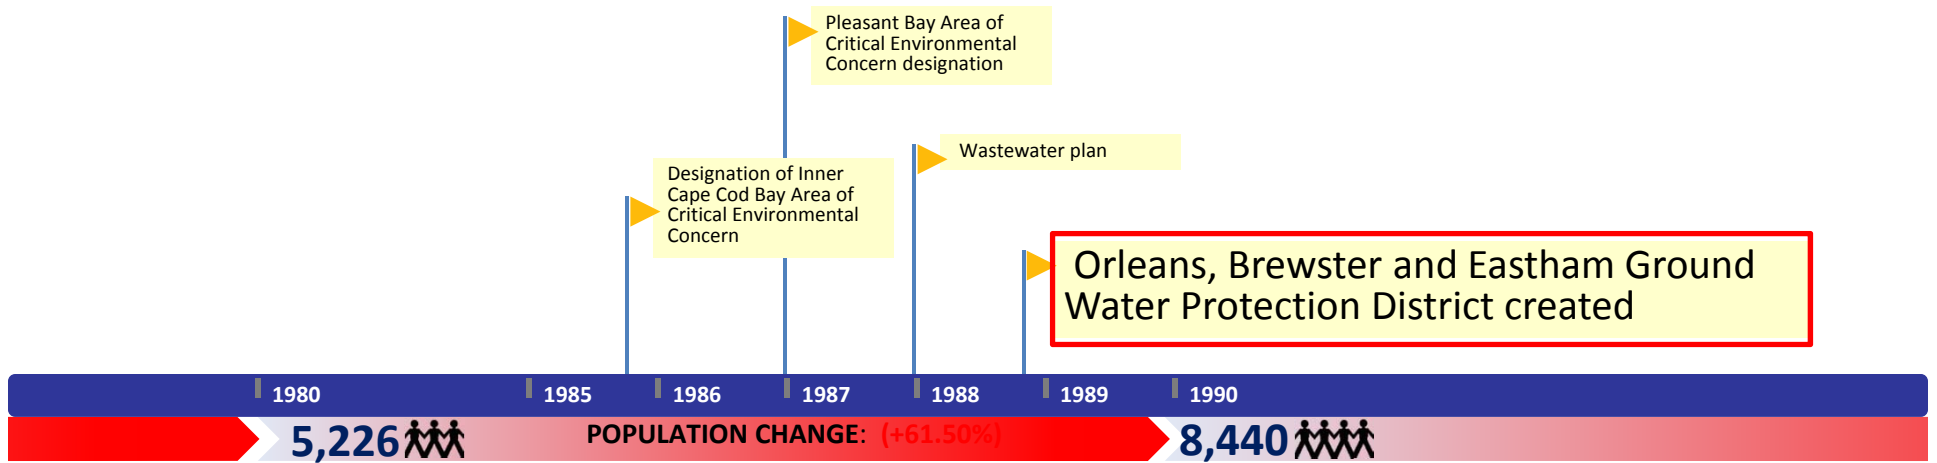 Pleasant Bay Area of
Critical Environmental
Concern designation
Wastewater plan
Designation of Inner
Cape Cod Bay Area of
Critical Environmental
Concern
Orleans, Brewster and Eastham Ground
Water Protection District created
1980 1985 1986 1987 1988 1989 1990
5,226 POPULATION CHANGE: (+61.50%) 8,440